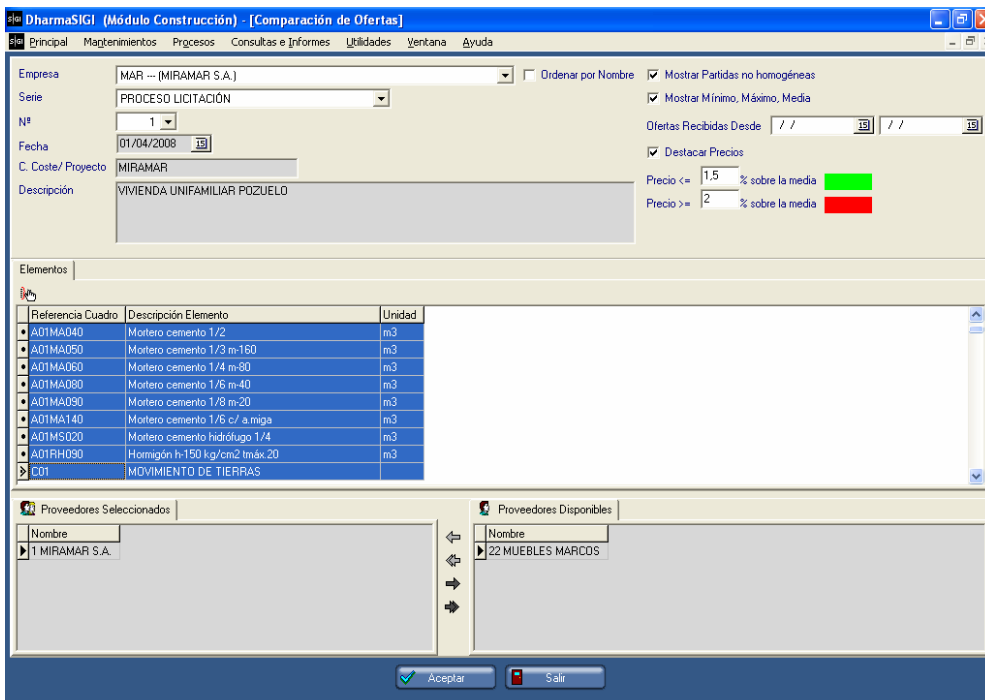 DharmaSIGI (Módulo Construcción) - [Comparación de Ofertas]
Principal Mantenimientos Procesos Consultas e Informes Utilidades Ventana Ayuda
Empresa MAR --- (MIRAMAR S.A.) Ordenar por Nombre Mostrar Partidas no homogéneas
Serie PROCESO LICITACIÓN Mostrar Mínimo, Máximo, Media
Nº 1 Ofertas Recibidas Desde / / 15 / / 15
Fecha 01/04/2008 15 Destacar Precios
C. Coste/ Proyecto MIRAMAR
Precio <= 1,5 % sobre la media
Descripción VIVIENDA UNIFAMILIAR POZUELO
Precio >= 2 % sobre la media
Elementos
Referencia Cuadro Descripción Elemento Unidad
A01MA040 Mortero cemento 1/2 m3
A01MA050 Mortero cemento 1/3 m-160 m3
A01MA060 Mortero cemento 1/4 m-80 m3
A01MA080 Mortero cemento 1/6 m-40 m3
A01MA090 Mortero cemento 1/8 m-20 m3
A01MA140 Mortero cemento 1/6 c/ a.miga m3
A01MS020 Mortero cemento hidrófugo 1/4 m3
A01RH090 Hormigón h-150 kg/cm2 tmáx.20 m3
C01 MOVIMIENTO DE TIERRAS
Proveedores Seleccionados Proveedores Disponibles
Nombre Nombre
1 MIRAMAR S.A. 22 MUEBLES MARCOS
Aceptar Salir